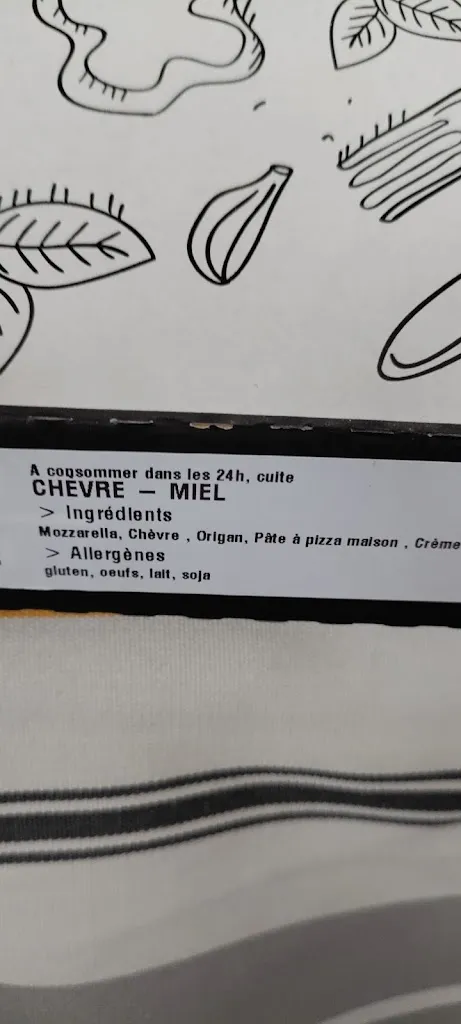 A consommer dans les 24h, cuite
CHEVRE – MIEL
> Ingrédients
Mozzarella, Chèvre , Origan, Pâte à pizza maison , Crème
> Allergènes
gluten, oeufs, lait, soja